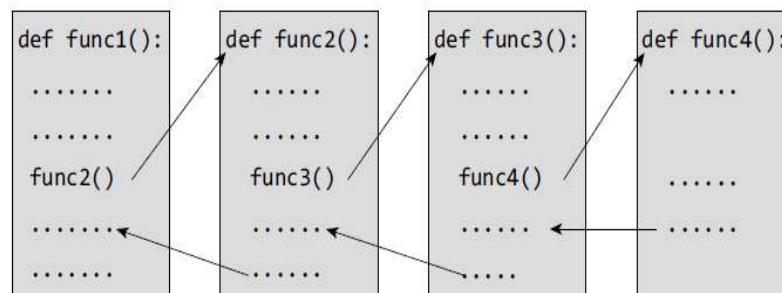 def func1():
.......
.......
func2()
.......
.......
def func2():
......
......
func3()
......
......
def func3():
......
......
func4()
......
.....
def func4():
......
......
......